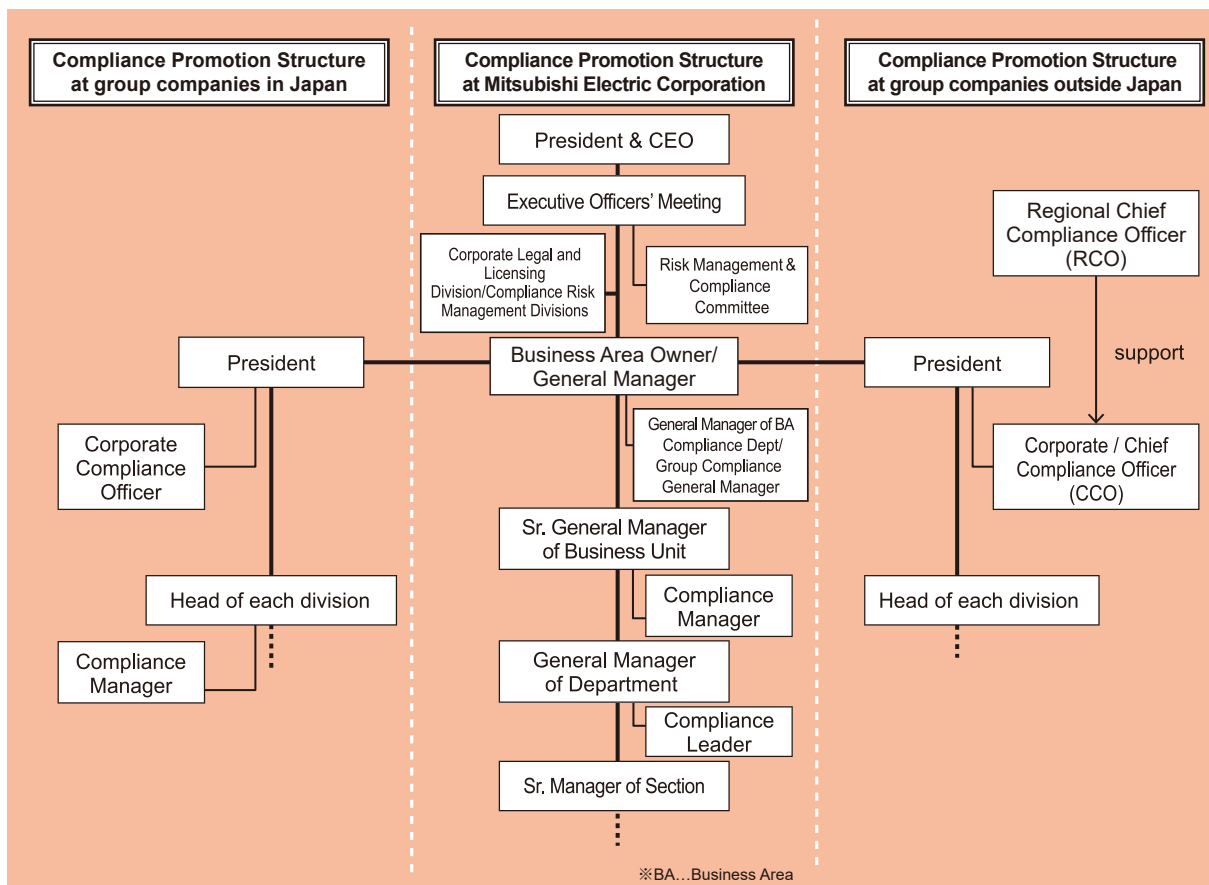 Compliance Promotion Structure
at group companies in Japan
Compliance Promotion Structure
at Mitsubishi Electric Corporation
Compliance Promotion Structure
at group companies outside Japan
President & CEO
Executive Officers' Meeting
Corporate Legal and
Licensing
Division/Compliance Risk
Management Divisions
Risk Management &
Compliance
Committee
Regional Chief
Compliance Officer
(RCO)
support
President
Business Area Owner/
General Manager
President
Corporate
Compliance
Officer
General Manager of BA
Compliance Dept/
Group Compliance
General Manager
Corporate / Chief
Compliance Officer
(CCO)
Sr. General Manager
of Business Unit
Head of each division
Compliance
Manager
Head of each division
Compliance
Manager
General Manager
of Department
Compliance
Leader
Sr. Manager of Section
※BA…Business Area